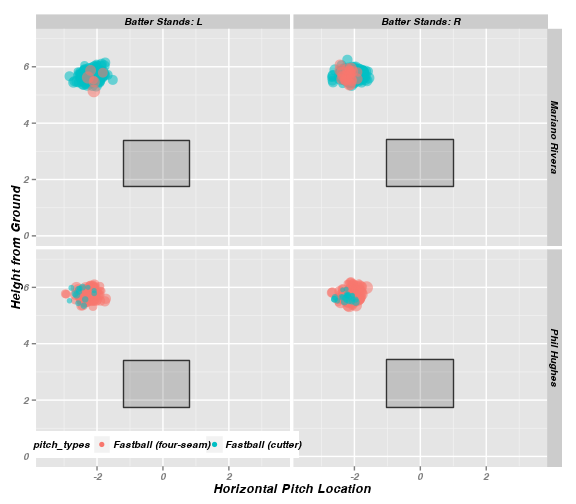 Batter Stands: L
Batter Stands: R
6
4
2
0
Mariano Rivera
Height from Ground
6
4
2
0
Phil Hughes
pitch_types
Fastball (four-seam)
Fastball (cutter)
-2
0
2
-2
0
2
Horizontal Pitch Location